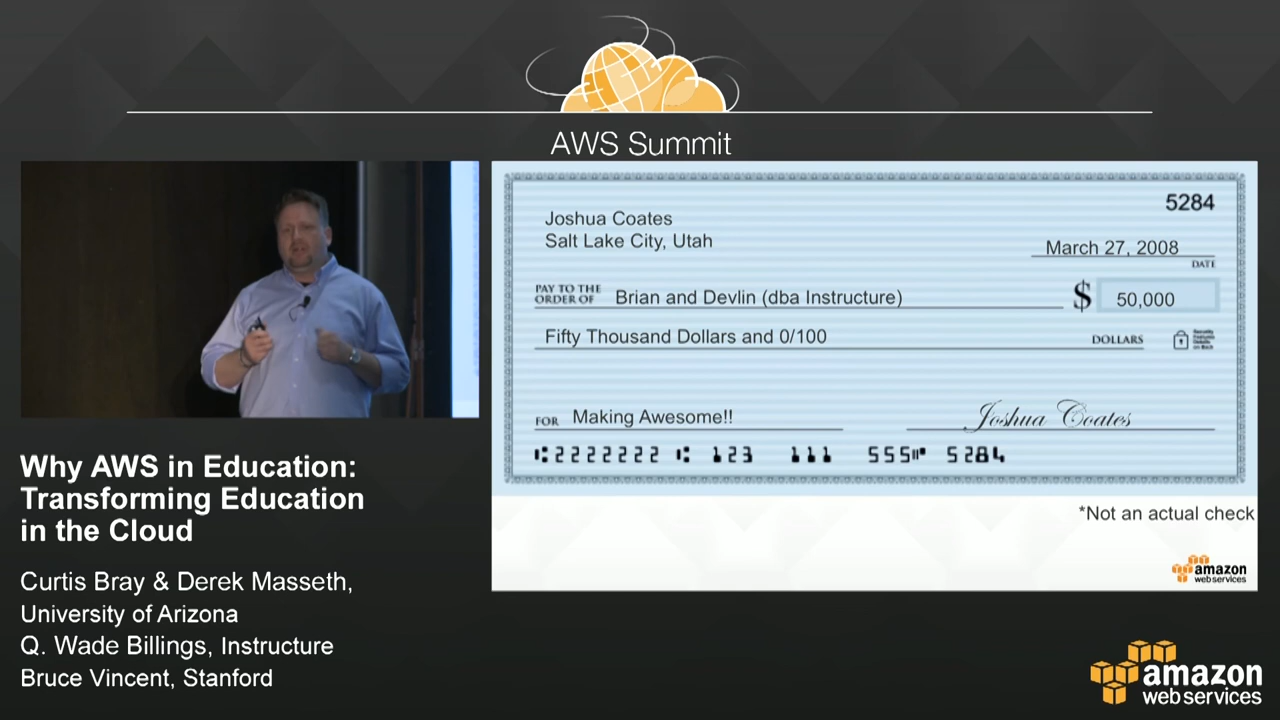 AWS Summit
5284
Joshua Coates
Salt Lake City, Utah
March 27, 2008
DATE
PAY TO THE
ORDER OF Brian and Devlin (dba Instructure) $ 50,000
Fifty Thousand Dollars and 0/100 DOLLARS
FOR Making Awesome!! Joshua Coates
2222222 123 111 555 5284
*Not an actual check
amazon
web services
Why AWS in Education:
Transforming Education
in the Cloud
Curtis Bray & Derek Masseth,
University of Arizona
Q. Wade Billings, Instructure
Bruce Vincent, Stanford
amazon
web services